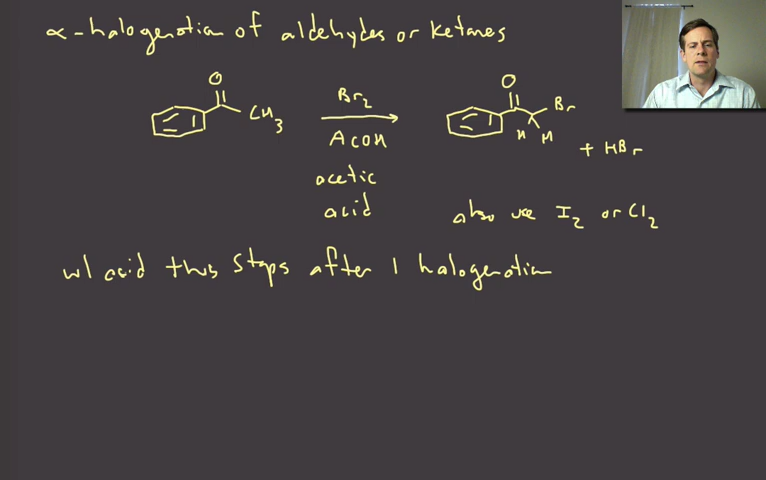 ∝-halogenation of aldehydes or ketones
O
CH3
Br2
AcOH
acetic
acid
O
Br
H H
+ HBr
also use I2 or Cl2
w/ acid this stops after 1 halogenation